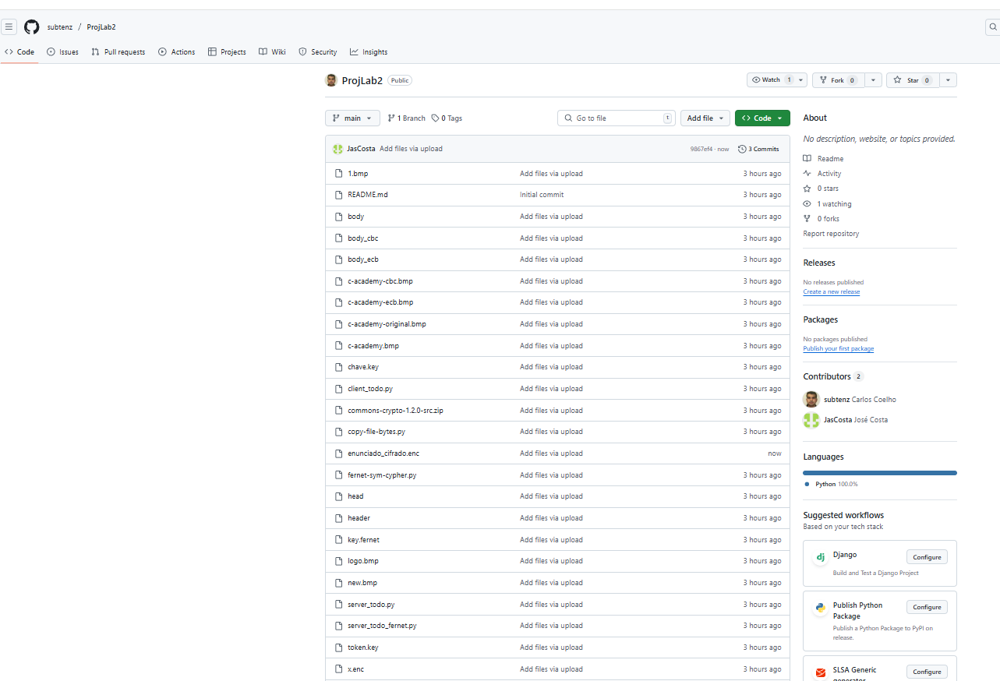 subtenz / ProjLab2
Code Issues Pull requests Actions Projects Wiki Security Insights
ProjLab2 Public
Watch 1 Fork 0 Star 0
main 1 Branch 0 Tags Go to file t Add file Code
JasCosta Add files via upload 9867ef4 · now 3 Commits
1.bmp Add files via upload 3 hours ago
README.md Initial commit 3 hours ago
body Add files via upload 3 hours ago
body_cbc Add files via upload 3 hours ago
body_ecb Add files via upload 3 hours ago
c-academy-cbc.bmp Add files via upload 3 hours ago
c-academy-ecb.bmp Add files via upload 3 hours ago
c-academy-original.bmp Add files via upload 3 hours ago
c-academy.bmp Add files via upload 3 hours ago
chave.key Add files via upload 3 hours ago
client_todo.py Add files via upload 3 hours ago
commons-crypto-1.2.0-src.zip Add files via upload 3 hours ago
copy-file-bytes.py Add files via upload 3 hours ago
enunciado_cifrado.enc Add files via upload now
fernet-sym-cypher.py Add files via upload 3 hours ago
head Add files via upload 3 hours ago
header Add files via upload 3 hours ago
key.fernet Add files via upload 3 hours ago
logo.bmp Add files via upload 3 hours ago
new.bmp Add files via upload 3 hours ago
server_todo.py Add files via upload 3 hours ago
server_todo_fernet.py Add files via upload 3 hours ago
token.key Add files via upload 3 hours ago
x.enc Add files via upload 3 hours ago
About
No description, website, or topics provided.
Readme
Activity
0 stars
1 watching
0 forks
Report repository
Releases
No releases published
Create a new release
Packages
No packages published
Publish your first package
Contributors 2
subtenz Carlos Coelho
JasCosta José Costa
Languages
Python 100.0%
Suggested workflows
Based on your tech stack
dj Django Configure
Build and Test a Django Project
Publish Python Configure
Package
Publish a Python Package to PyPI on
release.
SLSA Generic Configure
generator